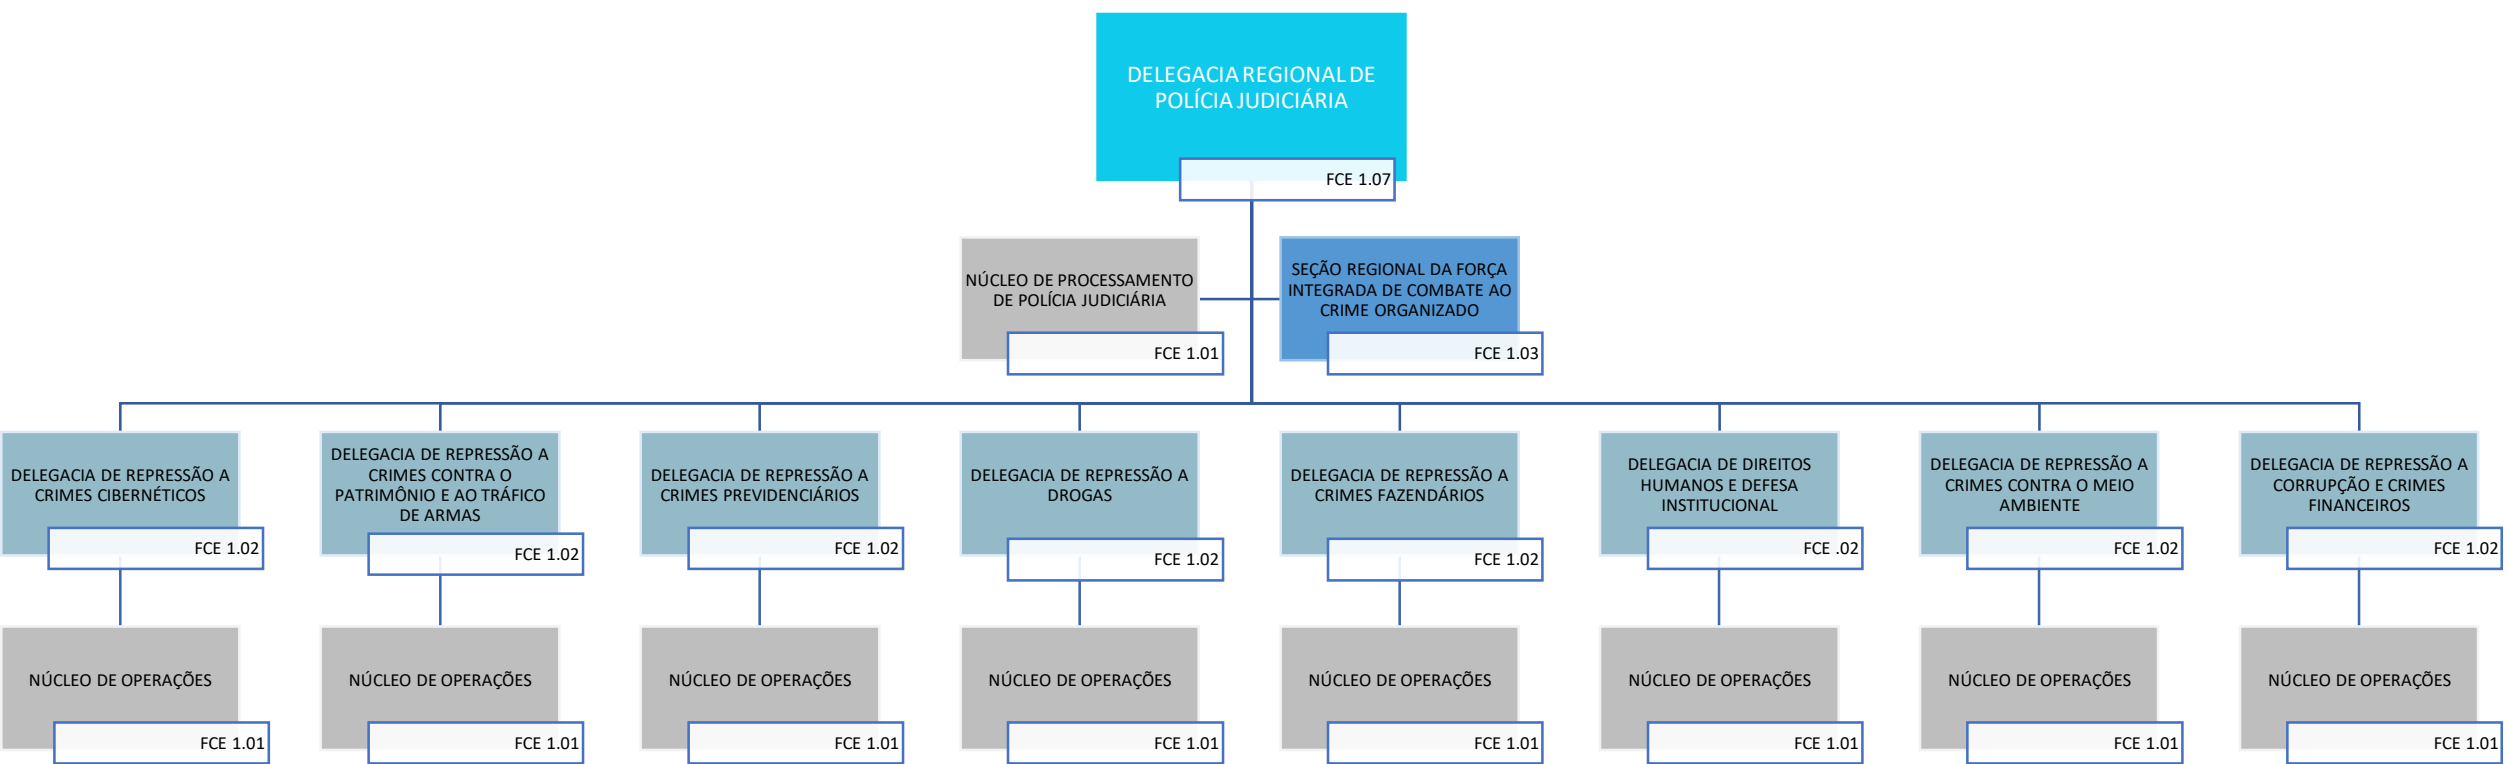 DELEGACIA REGIONAL DE
POLÍCIA JUDICIÁRIA
FCE 1.07
NÚCLEO DE PROCESSAMENTO
DE POLÍCIA JUDICIÁRIA
FCE 1.01
SEÇÃO REGIONAL DA FORÇA
INTEGRADA DE COMBATE AO
CRIME ORGANIZADO
FCE 1.03
DELEGACIA DE REPRESSÃO A
CRIMES CIBERNÉTICOS
FCE 1.02
DELEGACIA DE REPRESSÃO A
CRIMES CONTRA O
PATRIMÔNIO E AO TRÁFICO
DE ARMAS
FCE 1.02
DELEGACIA DE REPRESSÃO A
CRIMES PREVIDENCIÁRIOS
FCE 1.02
DELEGACIA DE REPRESSÃO A
DROGAS
FCE 1.02
DELEGACIA DE REPRESSÃO A
CRIMES FAZENDÁRIOS
FCE 1.02
DELEGACIA DE DIREITOS
HUMANOS E DEFESA
INSTITUCIONAL
FCE .02
DELEGACIA DE REPRESSÃO A
CRIMES CONTRA O MEIO
AMBIENTE
FCE 1.02
DELEGACIA DE REPRESSÃO A
CORRUPÇÃO E CRIMES
FINANCEIROS
FCE 1.02
NÚCLEO DE OPERAÇÕES
FCE 1.01
NÚCLEO DE OPERAÇÕES
FCE 1.01
NÚCLEO DE OPERAÇÕES
FCE 1.01
NÚCLEO DE OPERAÇÕES
FCE 1.01
NÚCLEO DE OPERAÇÕES
FCE 1.01
NÚCLEO DE OPERAÇÕES
FCE 1.01
NÚCLEO DE OPERAÇÕES
FCE 1.01
NÚCLEO DE OPERAÇÕES
FCE 1.01